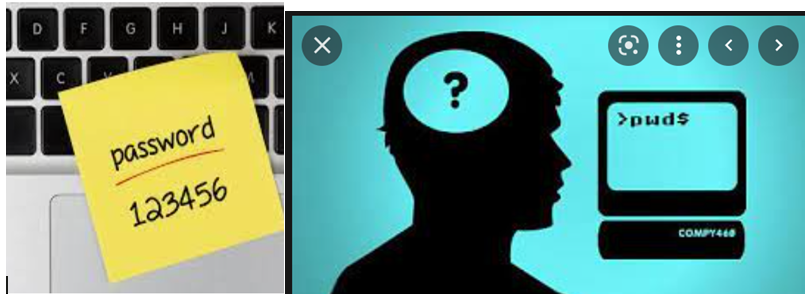 D F G H J K
X C
password
123456
?
>pwd$
COMPY460